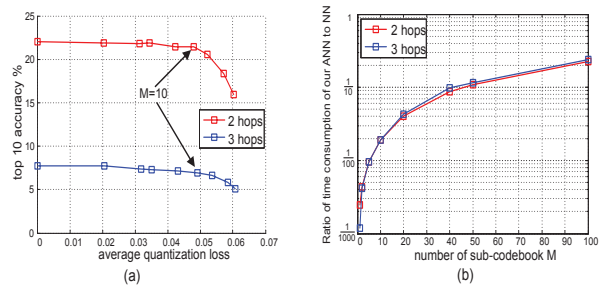 top 10 accuracy %
25
20
15
10
5
0
0 0.01 0.02 0.03 0.04 0.05 0.06 0.07
average quantization loss
M=10
2 hops
3 hops
(a)
Ratio of time consumption of our ANN to NN
1
1
10
1
100
1
1000
0 10 20 30 40 50 60 70 80 90 100
number of sub-codebook M
2 hops
3 hops
(b)